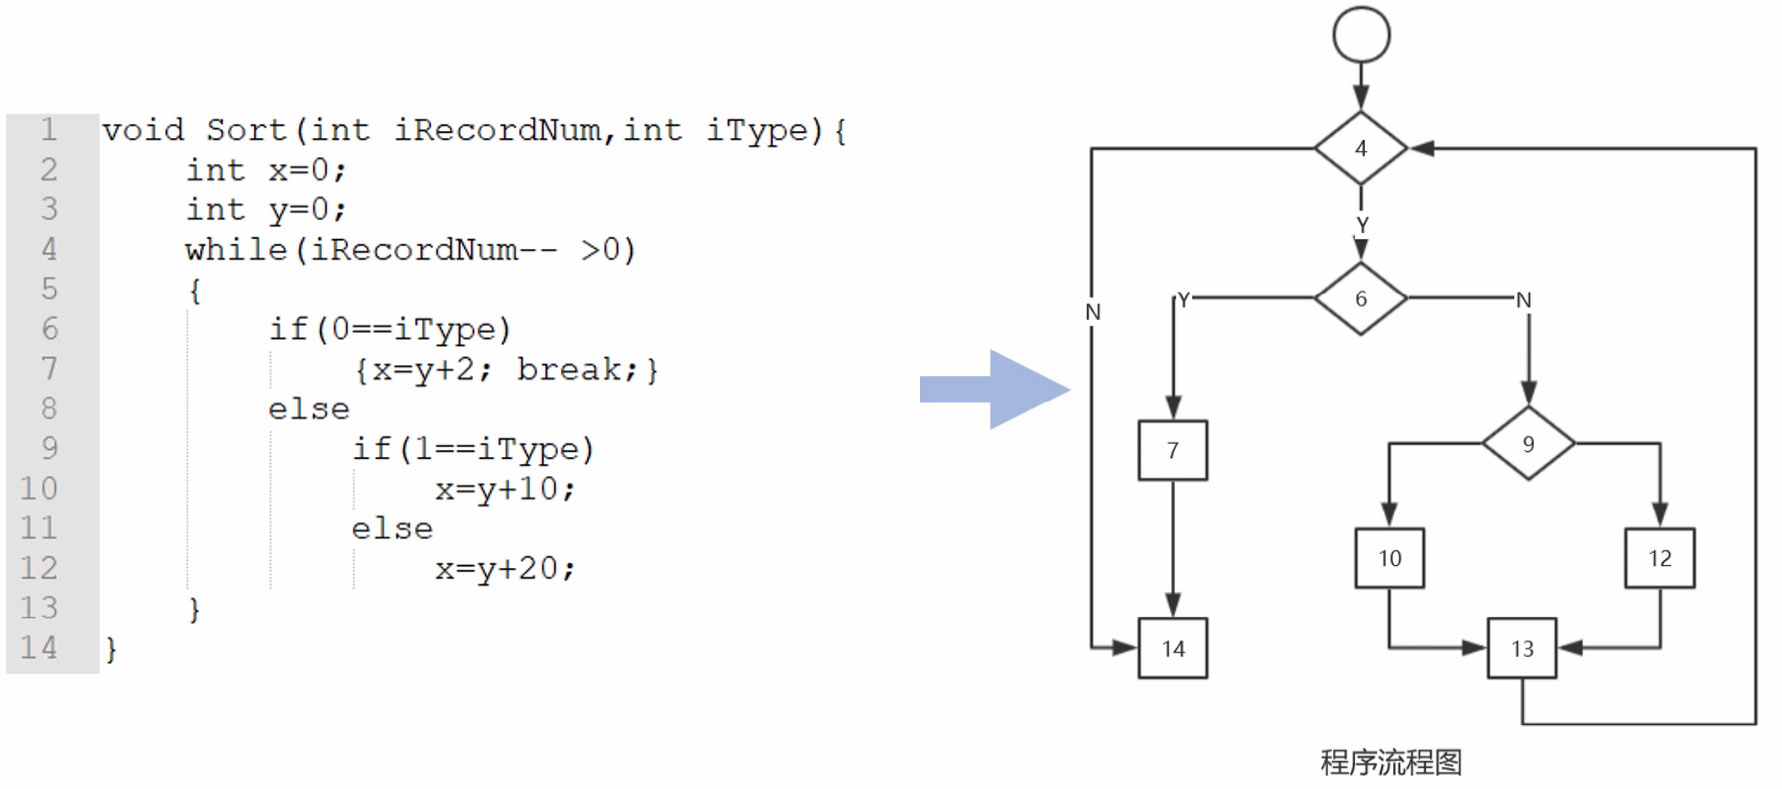 1 void Sort(int iRecordNum,int iType){
2 int x=0;
3 int y=0;
4 while(iRecordNum-- >0)
5 {
6 if(0==iType)
7 {x=y+2; break;}
8 else
9 if(1==iType)
10 x=y+10;
11 else
12 x=y+20;
13 }
14 }
4
Y
6
Y
N
N
7
9
10
12
14
13
程序流程图